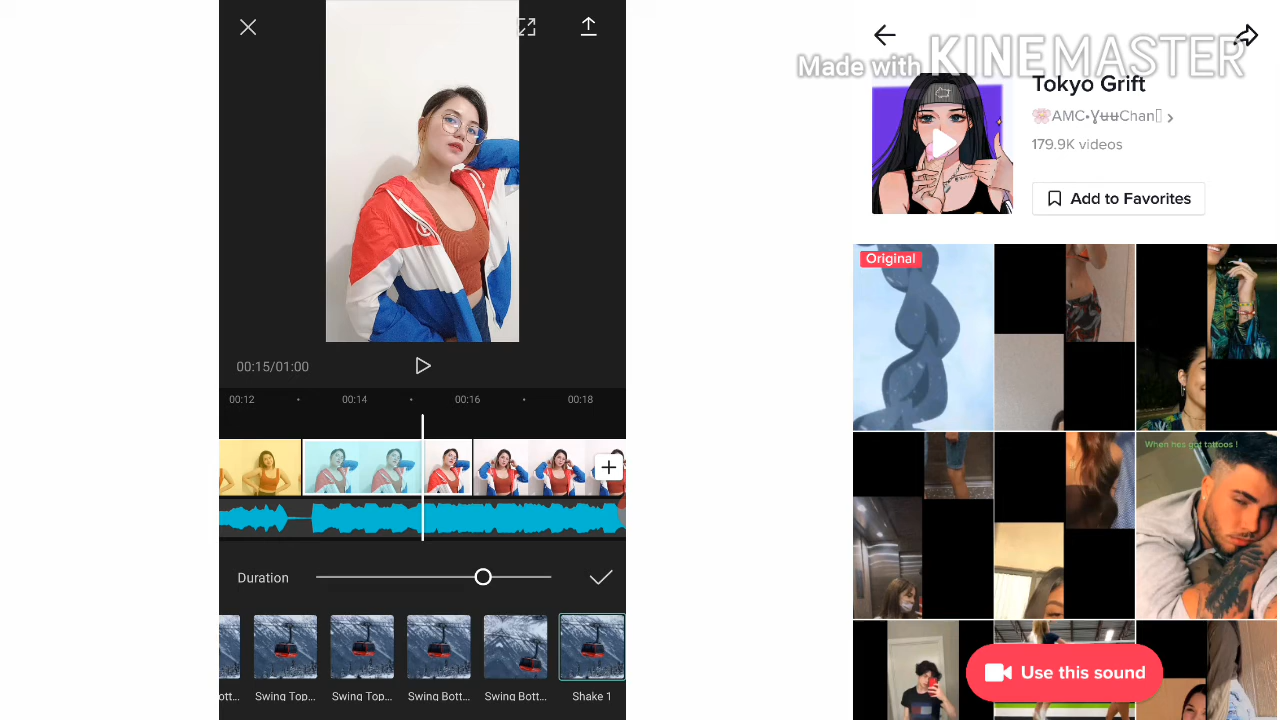 00:15/01:00
00:12
00:14
00:16
00:18
Duration
ott...
Swing Top...
Swing Top...
Swing Bott...
Swing Bott...
Shake 1
Made with KINEMASTER
Tokyo Grift
179.9K videos
Add to Favorites
Original
When hes got tattoos !
Use this sound